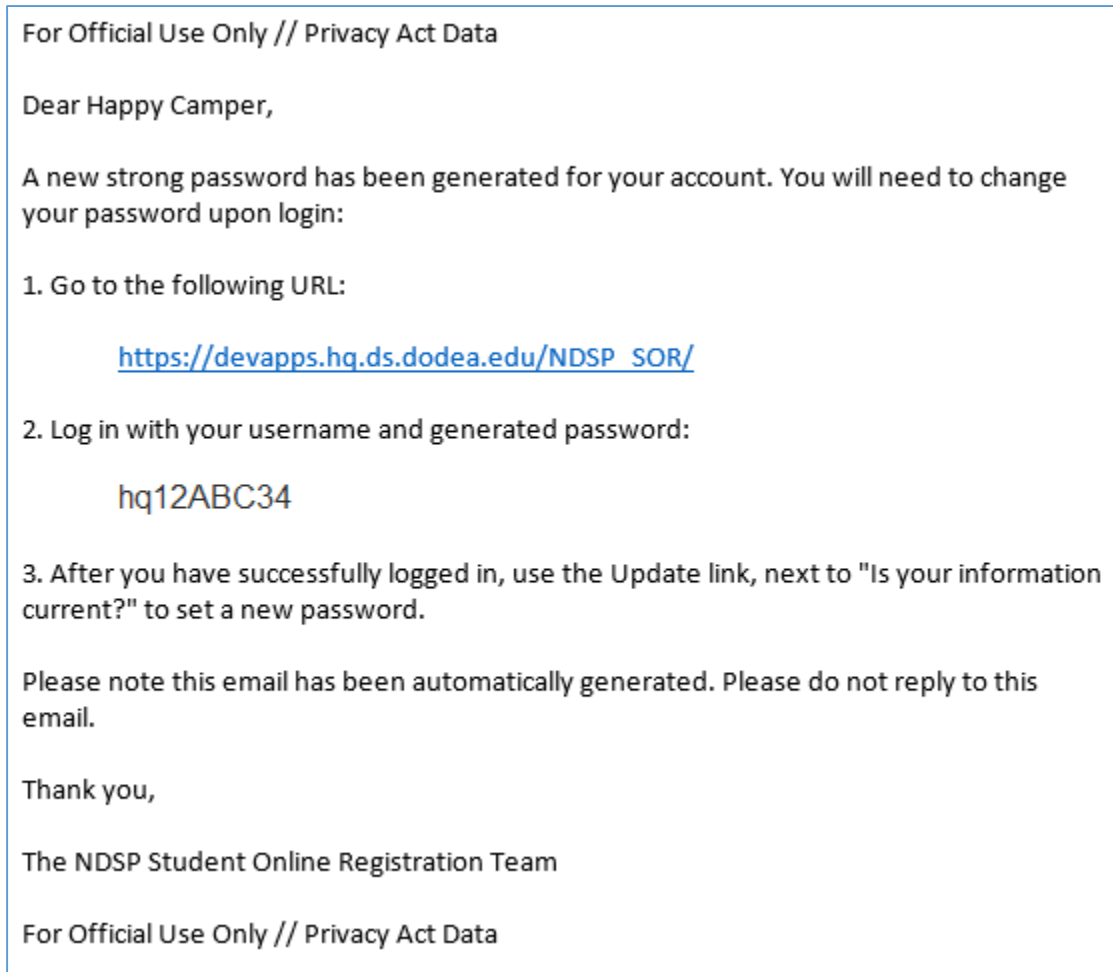 For Official Use Only // Privacy Act Data
Dear Happy Camper,
A new strong password has been generated for your account. You will need to change
your password upon login:
1. Go to the following URL:
https://devapps.hq.ds.dodea.edu/NDSP_SOR/
2. Log in with your username and generated password:
hq12ABC34
3. After you have successfully logged in, use the Update link, next to "Is your information
current?" to set a new password.
Please note this email has been automatically generated. Please do not reply to this
email.
Thank you,
The NDSP Student Online Registration Team
For Official Use Only // Privacy Act Data